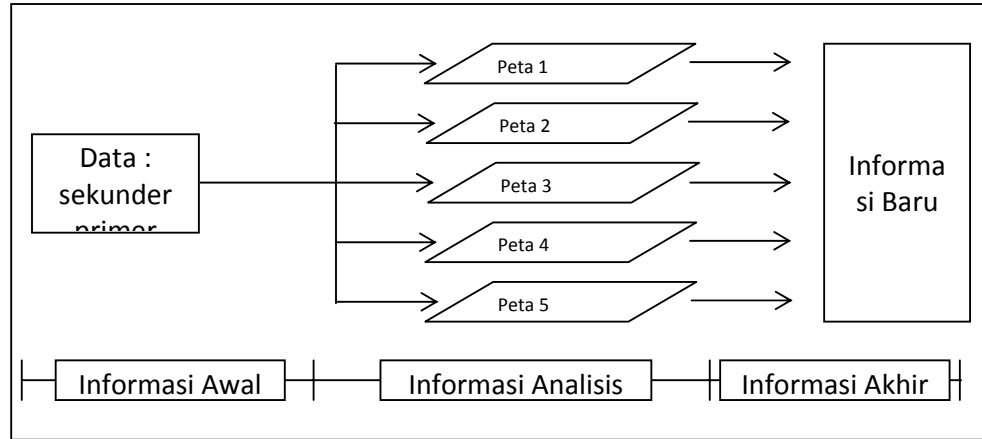 Data :
sekunder
primer
Peta 1
Peta 2
Peta 3
Peta 4
Peta 5
Informa
si Baru
Informasi Awal
Informasi Analisis
Informasi Akhir